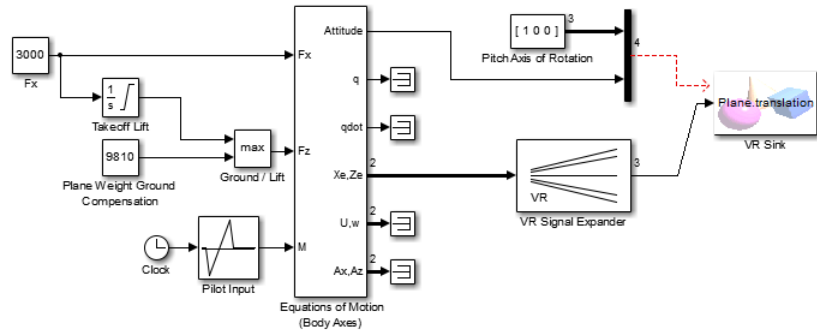 3000
Fx
1
s
Takeoff Lift
9810
Plane Weight Ground
Compensation
max
Ground / Lift
Clock
Pilot Input
Fx
Fz
M
Attitude
q
qdot
Xe,Ze
U,w
Ax,Az
Equations of Motion
(Body Axes)
2
2
2
[ 1 0 0 ]
Pitch Axis of Rotation
3
4
VR
VR Signal Expander
3
Plane.translation
VR Sink